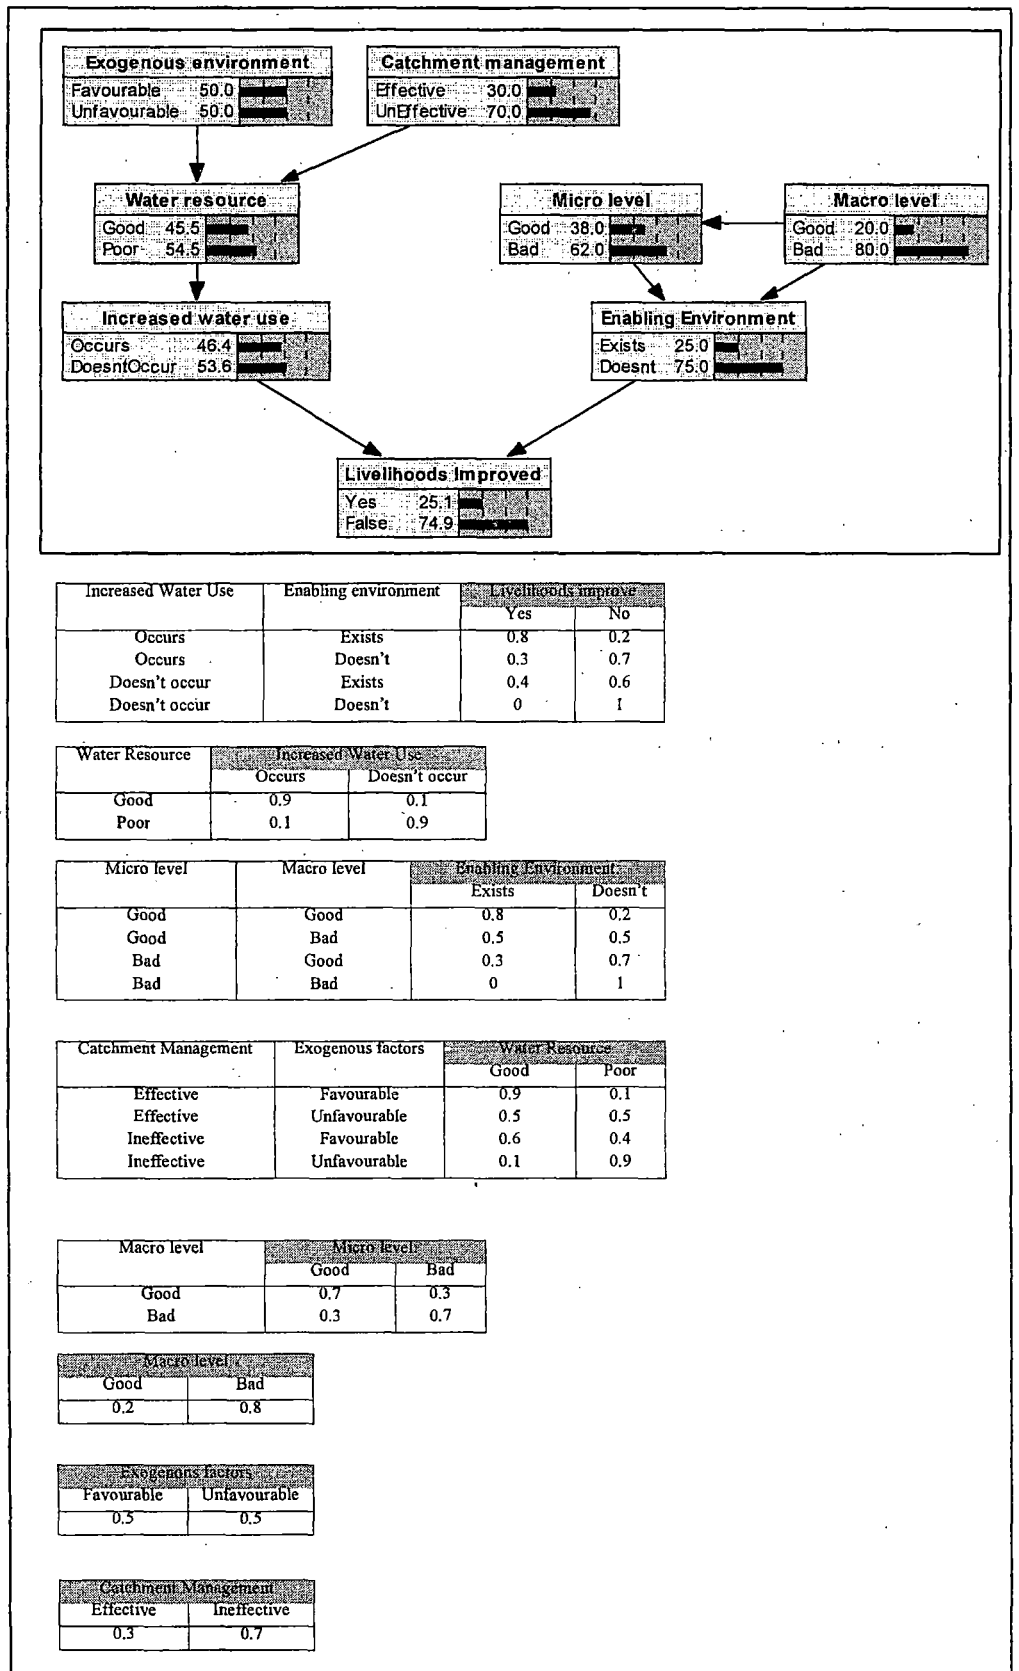 Exogenous environment
Favourable 50.0
Unfavourable 50.0
Catchment management
Effective 30.0
UnEffective 70.0
Water resource
Good 45.5
Poor 54.5
Micro level
Good 38.0
Bad 62.0
Macro level
Good 20.0
Bad 80.0
Increased water use
Occurs 46.4
DoesntOccur 53.6
Enabling Environment
Exists 25.0
Doesnt 75.0
Livelihoods Improved
Yes 25.1
False 74.9
Increased Water Use Enabling environment Livelihoods improve
Yes No
Occurs Exists 0.8 0.2
Occurs Doesn't 0.3 0.7
Doesn't occur Exists 0.4 0.6
Doesn't occur Doesn't 0 1
Water Resource Increased Water Use
Occurs Doesn't occur
Good 0.9 0.1
Poor 0.1 0.9
Micro level Macro level Enabling Environment
Exists Doesn't
Good Good 0.8 0.2
Good Bad 0.5 0.5
Bad Good 0.3 0.7
Bad Bad 0 1
Catchment Management Exogenous factors Water Resource
Good Poor
Effective Favourable 0.9 0.1
Effective Unfavourable 0.5 0.5
Ineffective Favourable 0.6 0.4
Ineffective Unfavourable 0.1 0.9
Macro level Micro level
Good Bad
Good 0.7 0.3
Bad 0.3 0.7
Macro level
Good Bad
0.2 0.8
Exogenous factors
Favourable Unfavourable
0.5 0.5
Catchment Management
Effective Ineffective
0.3 0.7